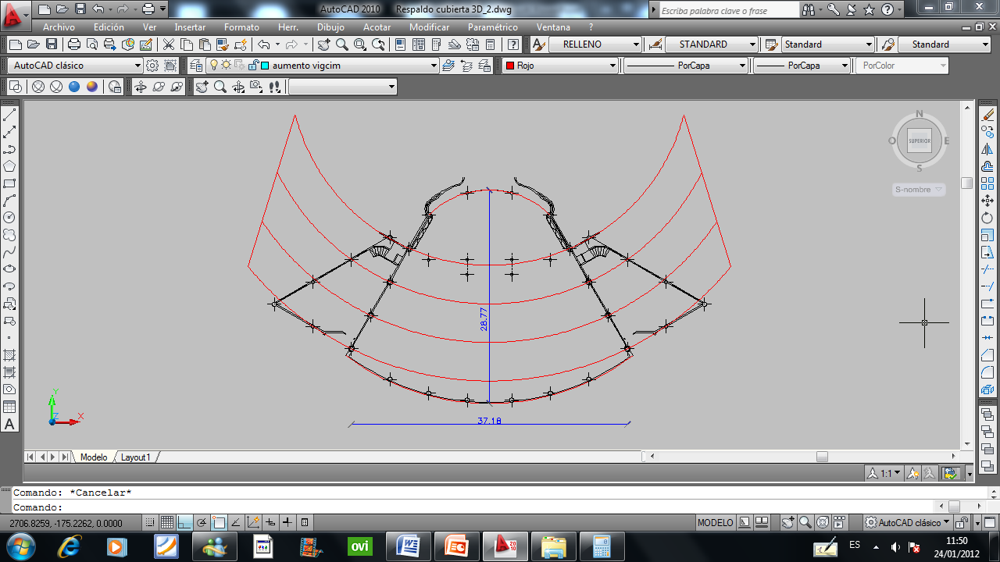 AutoCAD 2010 Respaldo cubierta 3D_2.dwg
Escriba palabra clave o frase
Archivo Edición Ver Insertar Formato Herr. Dibujo Acotar Modificar Paramétrico Ventana ?
RELLENO STANDARD Standard Standard
AutoCAD clásico aumento vigcim Rojo PorCapa PorCapa PorColor
N
O SUPERIOR E
S
S-nombre
28.77
37.18
Y
Z X
A
Modelo Layout1
1:1
Comando: *Cancelar*
Comando:
2706.8259, -175.2262, 0.0000 MODELO AutoCAD clásico
ovi
ES
11:50
24/01/2012